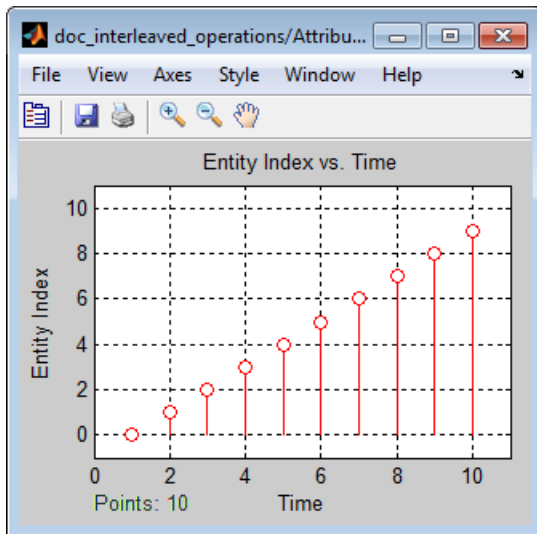 doc_interleaved_operations/Attribu...
File View Axes Style Window Help
Entity Index vs. Time
Entity Index
10
8
6
4
2
0
0 2 4 6 8 10
Points: 10 Time